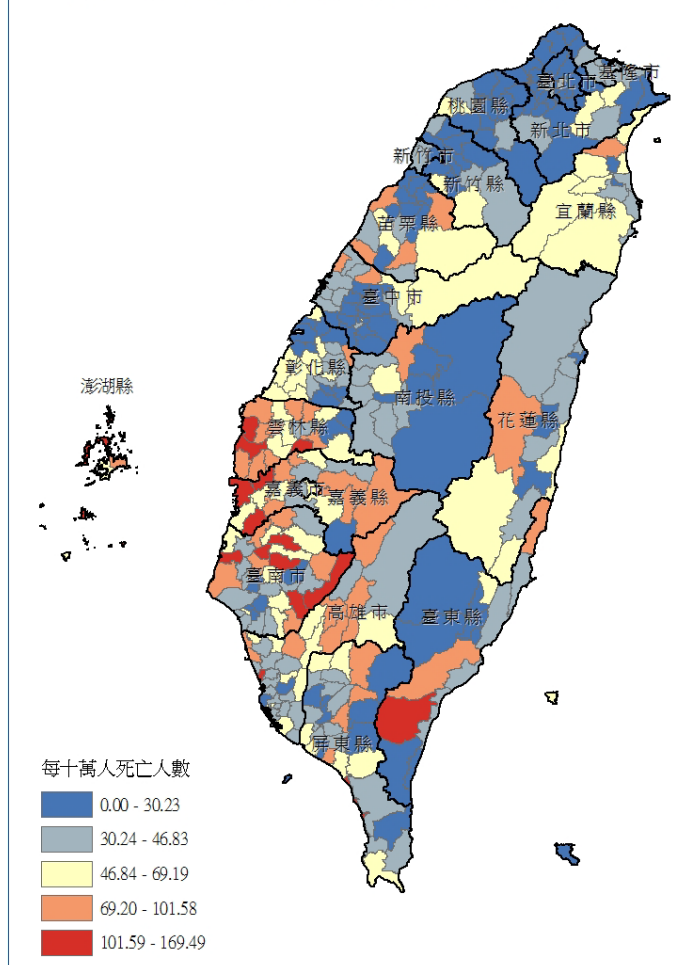 基隆市
臺北市
桃園縣
新北市
新竹市
新竹縣
宜蘭縣
苗栗縣
臺中市
彰化縣
南投縣
澎湖縣
花蓮縣
雲林縣
嘉義市
嘉義縣
臺南市
高雄市
臺東縣
屏東縣
每十萬人死亡人數
0.00 - 30.23
30.24 - 46.83
46.84 - 69.19
69.20 - 101.58
101.59 - 169.49